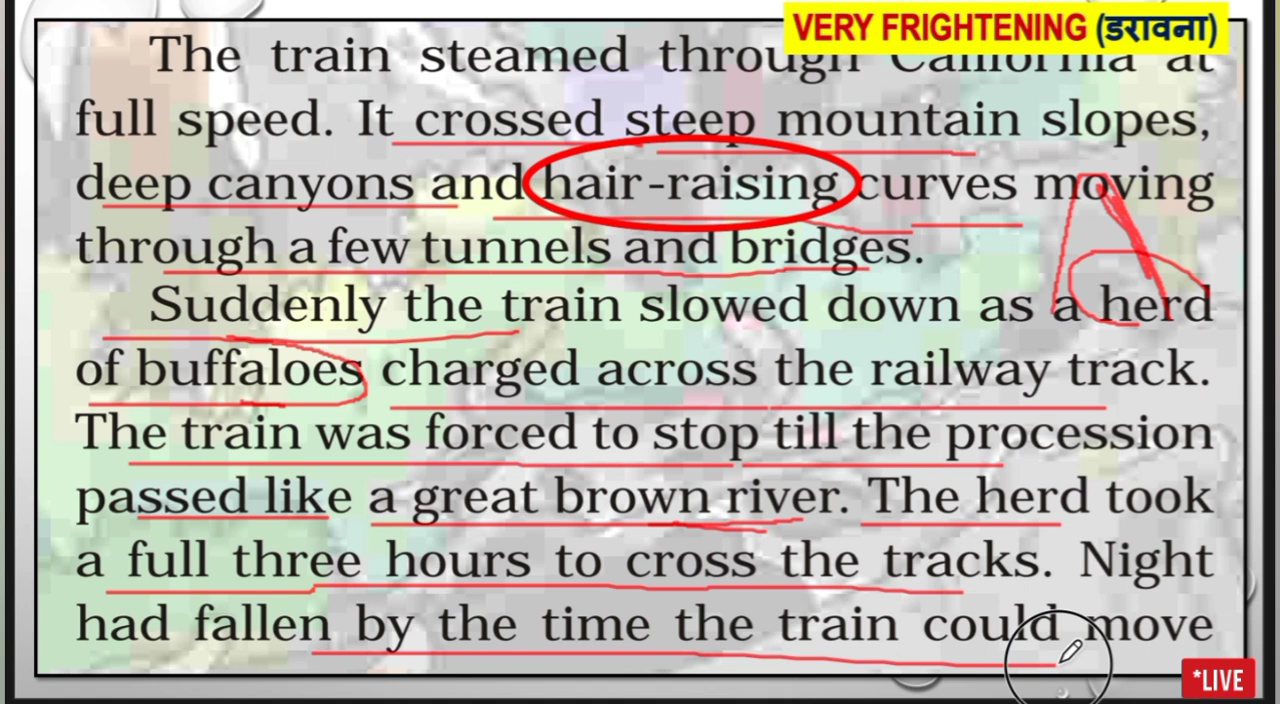 VERY FRIGHTENING (डरावना)
The train steamed through California at
full speed. It crossed steep mountain slopes,
deep canyons and hair-raising curves moving
through a few tunnels and bridges.
Suddenly the train slowed down as a herd
of buffaloes charged across the railway track.
The train was forced to stop till the procession
passed like a great brown river. The herd took
a full three hours to cross the tracks. Night
had fallen by the time the train could move
*LIVE